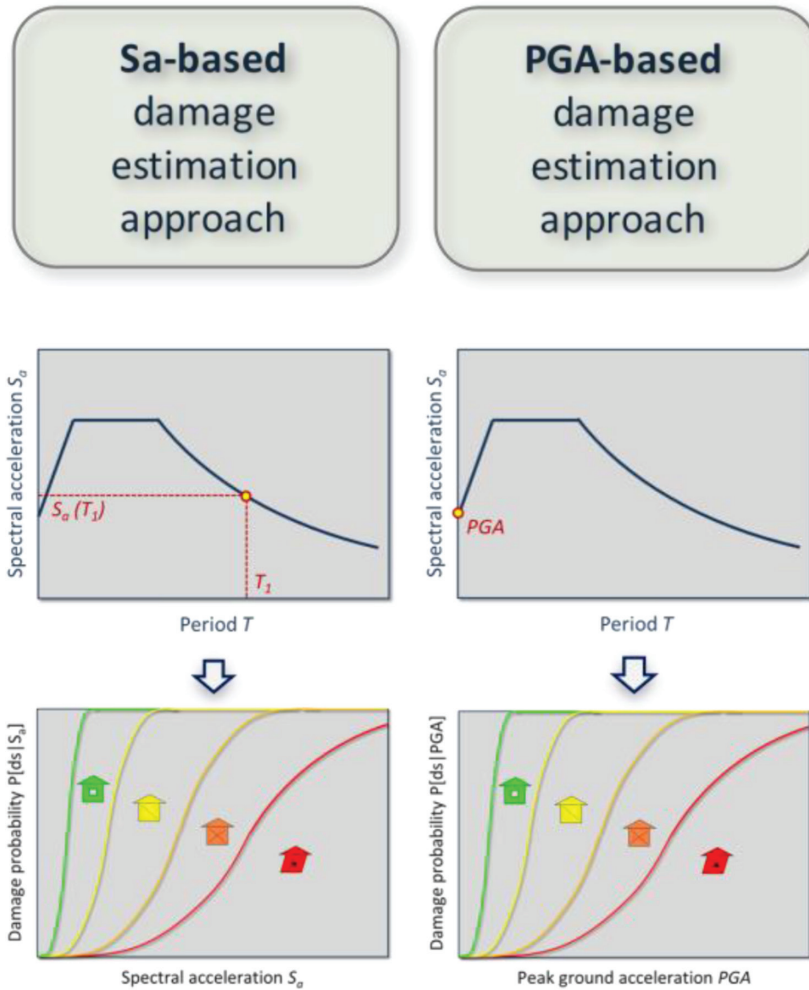 Sa-based
damage
estimation
approach
PGA-based
damage
estimation
approach
Spectral acceleration Sₐ
Sₐ (T₁)
T₁
Period T
Spectral acceleration Sₐ
PGA
Period T
Damage probability P[ds|Sₐ]
Spectral acceleration Sₐ
Damage probability P[ds|PGA]
Peak ground acceleration PGA